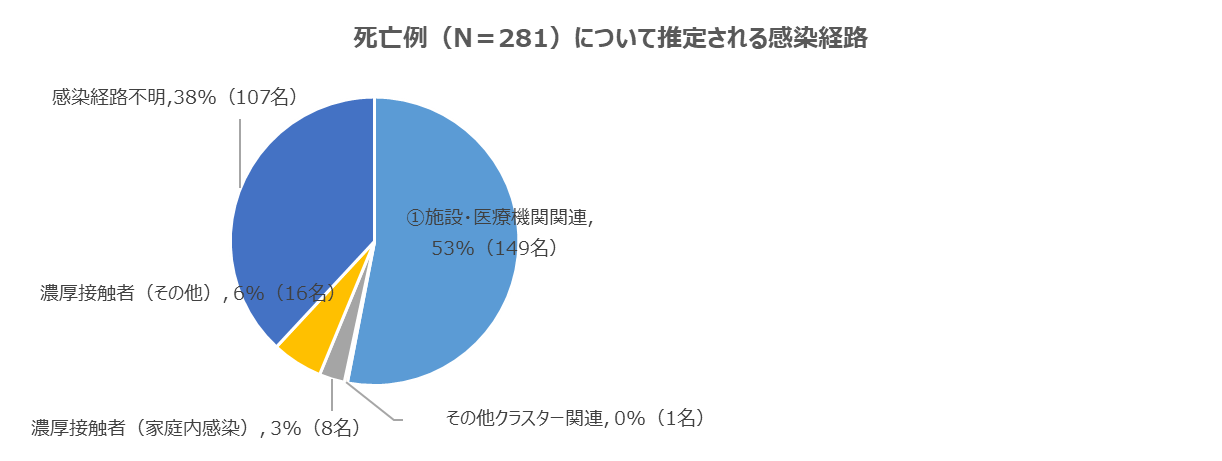 死亡例（N＝281）について推定される感染経路
感染経路不明,38%（107名）
①施設・医療機関関連,
53%（149名）
濃厚接触者（その他）, 6%（16名）
濃厚接触者（家庭内感染）, 3%（8名）
その他クラスター関連, 0%（1名）